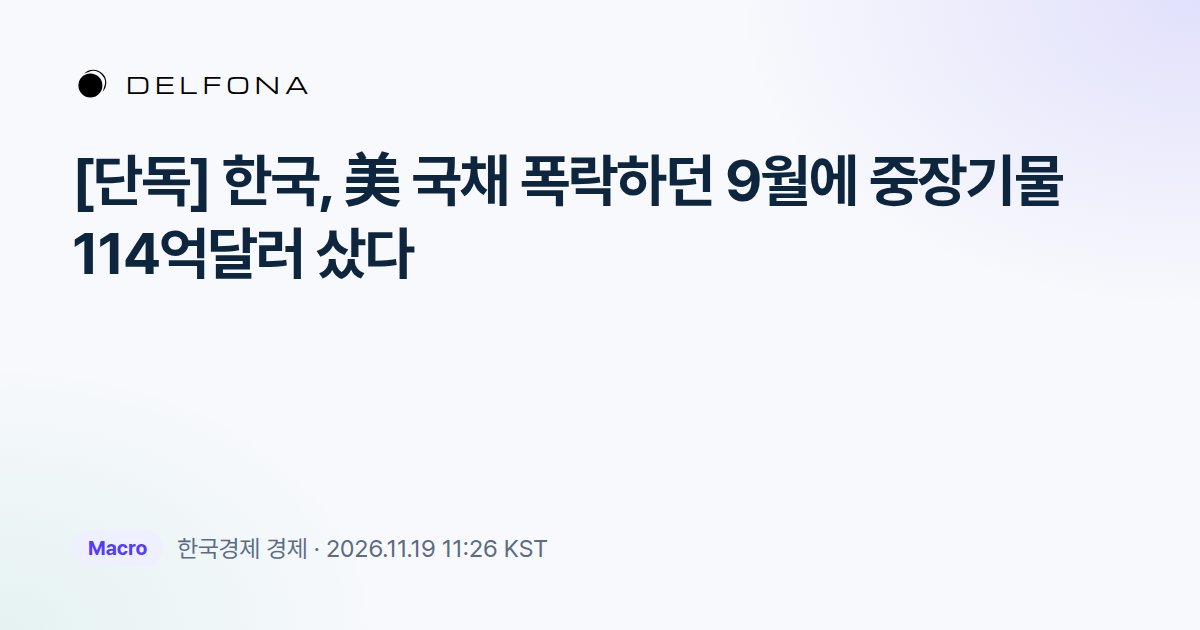 DELFONA
[단독] 한국, 美 국채 폭락하던 9월에 중장기물
114억달러 샀다
Macro 한국경제 경제 · 2026.11.19 11:26 KST